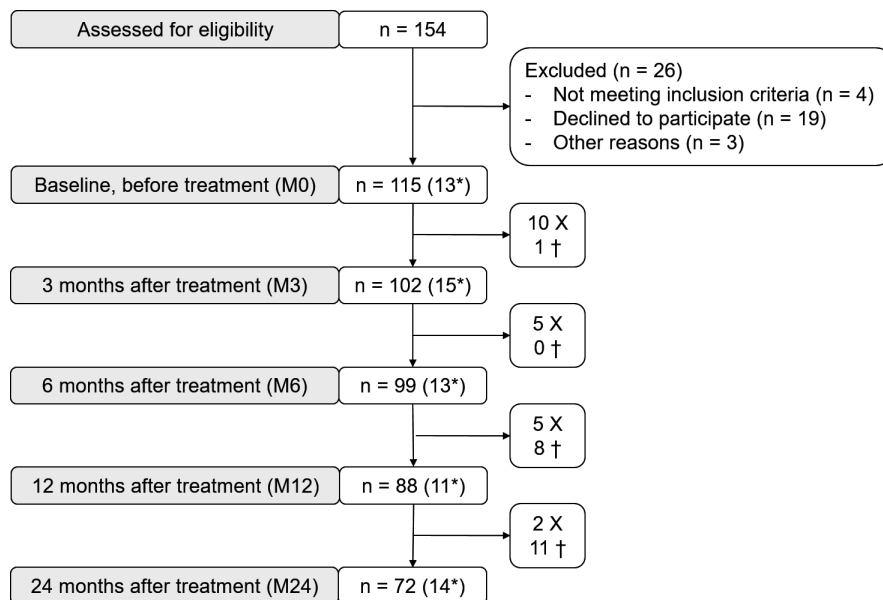 Assessed for eligibility n = 154
Excluded (n = 26)
- Not meeting inclusion criteria (n = 4)
- Declined to participate (n = 19)
- Other reasons (n = 3)
Baseline, before treatment (M0) n = 115 (13*)
10 X
1 †
3 months after treatment (M3) n = 102 (15*)
5 X
0 †
6 months after treatment (M6) n = 99 (13*)
5 X
8 †
12 months after treatment (M12) n = 88 (11*)
2 X
11 †
24 months after treatment (M24) n = 72 (14*)